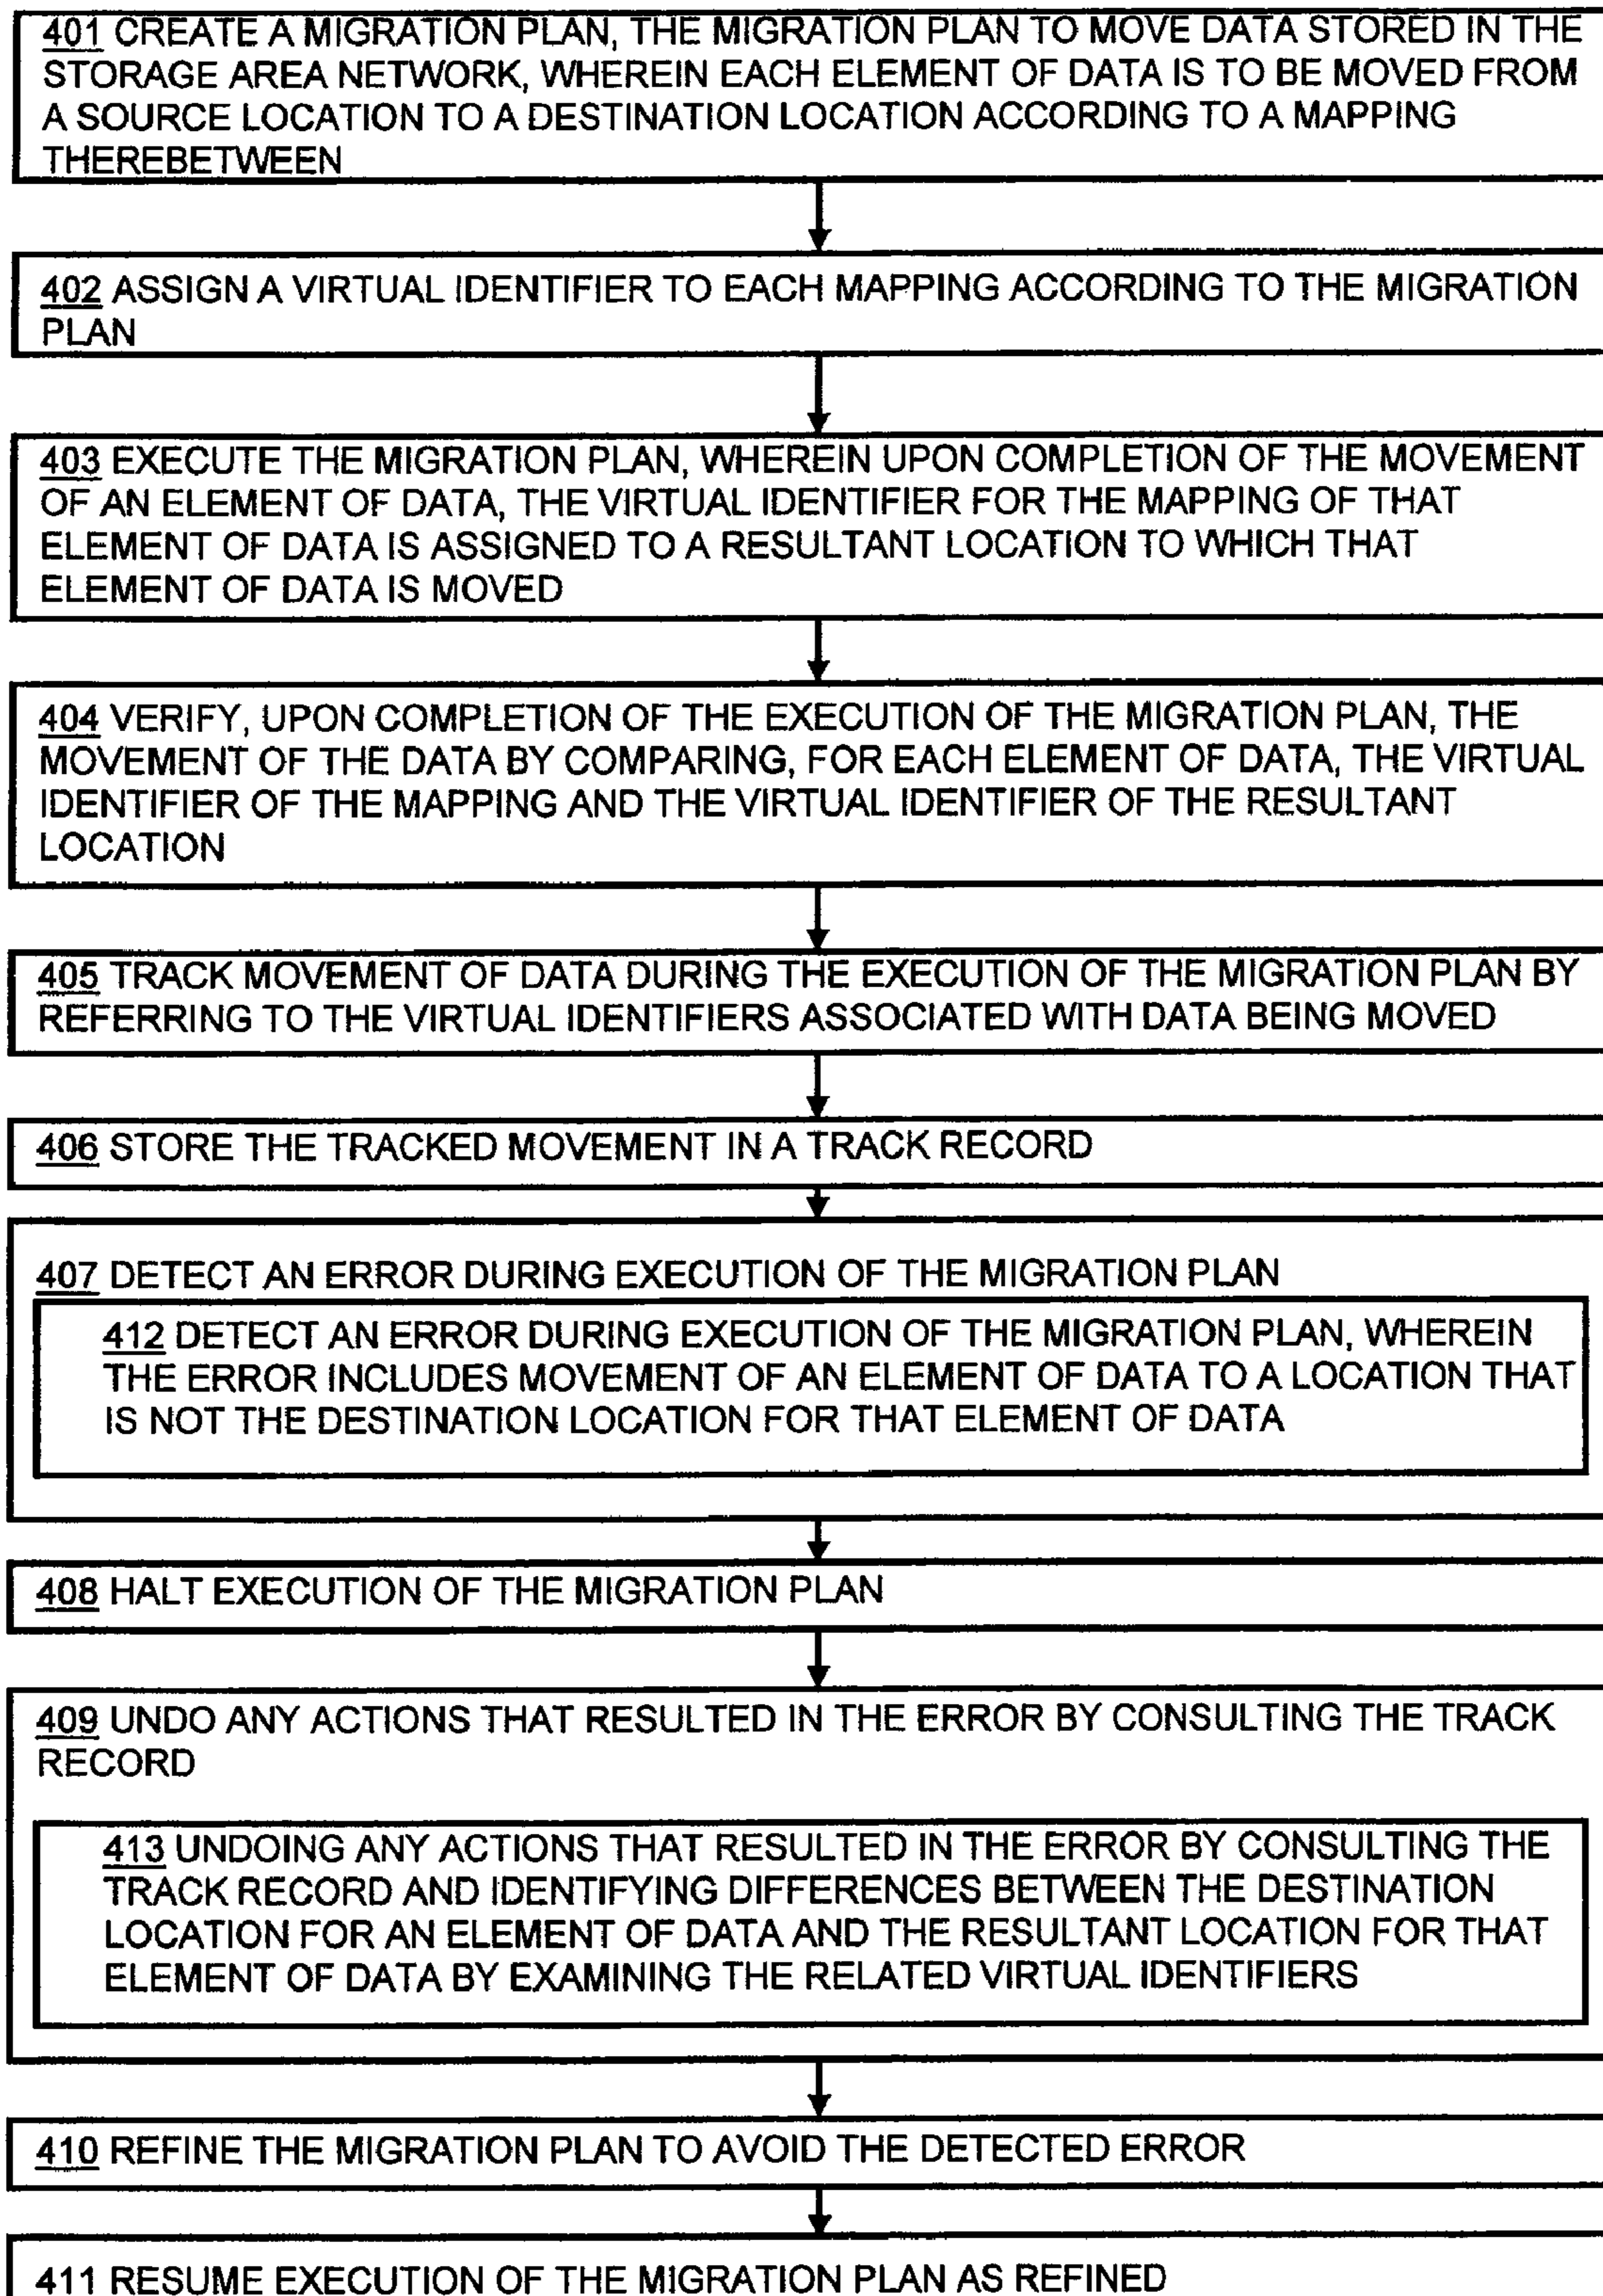 401 CREATE A MIGRATION PLAN, THE MIGRATION PLAN TO MOVE DATA STORED IN THE
STORAGE AREA NETWORK, WHEREIN EACH ELEMENT OF DATA IS TO BE MOVED FROM
A SOURCE LOCATION TO A DESTINATION LOCATION ACCORDING TO A MAPPING
THEREBETWEEN
402 ASSIGN A VIRTUAL IDENTIFIER TO EACH MAPPING ACCORDING TO THE MIGRATION
PLAN
403 EXECUTE THE MIGRATION PLAN, WHEREIN UPON COMPLETION OF THE MOVEMENT
OF AN ELEMENT OF DATA, THE VIRTUAL IDENTIFIER FOR THE MAPPING OF THAT
ELEMENT OF DATA IS ASSIGNED TO A RESULTANT LOCATION TO WHICH THAT
ELEMENT OF DATA IS MOVED
404 VERIFY, UPON COMPLETION OF THE EXECUTION OF THE MIGRATION PLAN, THE
MOVEMENT OF THE DATA BY COMPARING, FOR EACH ELEMENT OF DATA, THE VIRTUAL
IDENTIFIER OF THE MAPPING AND THE VIRTUAL IDENTIFIER OF THE RESULTANT
LOCATION
405 TRACK MOVEMENT OF DATA DURING THE EXECUTION OF THE MIGRATION PLAN BY
REFERRING TO THE VIRTUAL IDENTIFIERS ASSOCIATED WITH DATA BEING MOVED
406 STORE THE TRACKED MOVEMENT IN A TRACK RECORD
407 DETECT AN ERROR DURING EXECUTION OF THE MIGRATION PLAN
412 DETECT AN ERROR DURING EXECUTION OF THE MIGRATION PLAN, WHEREIN
THE ERROR INCLUDES MOVEMENT OF AN ELEMENT OF DATA TO A LOCATION THAT
IS NOT THE DESTINATION LOCATION FOR THAT ELEMENT OF DATA
408 HALT EXECUTION OF THE MIGRATION PLAN
409 UNDO ANY ACTIONS THAT RESULTED IN THE ERROR BY CONSULTING THE TRACK
RECORD
413 UNDOING ANY ACTIONS THAT RESULTED IN THE ERROR BY CONSULTING THE
TRACK RECORD AND IDENTIFYING DIFFERENCES BETWEEN THE DESTINATION
LOCATION FOR AN ELEMENT OF DATA AND THE RESULTANT LOCATION FOR THAT
ELEMENT OF DATA BY EXAMINING THE RELATED VIRTUAL IDENTIFIERS
410 REFINE THE MIGRATION PLAN TO AVOID THE DETECTED ERROR
411 RESUME EXECUTION OF THE MIGRATION PLAN AS REFINED